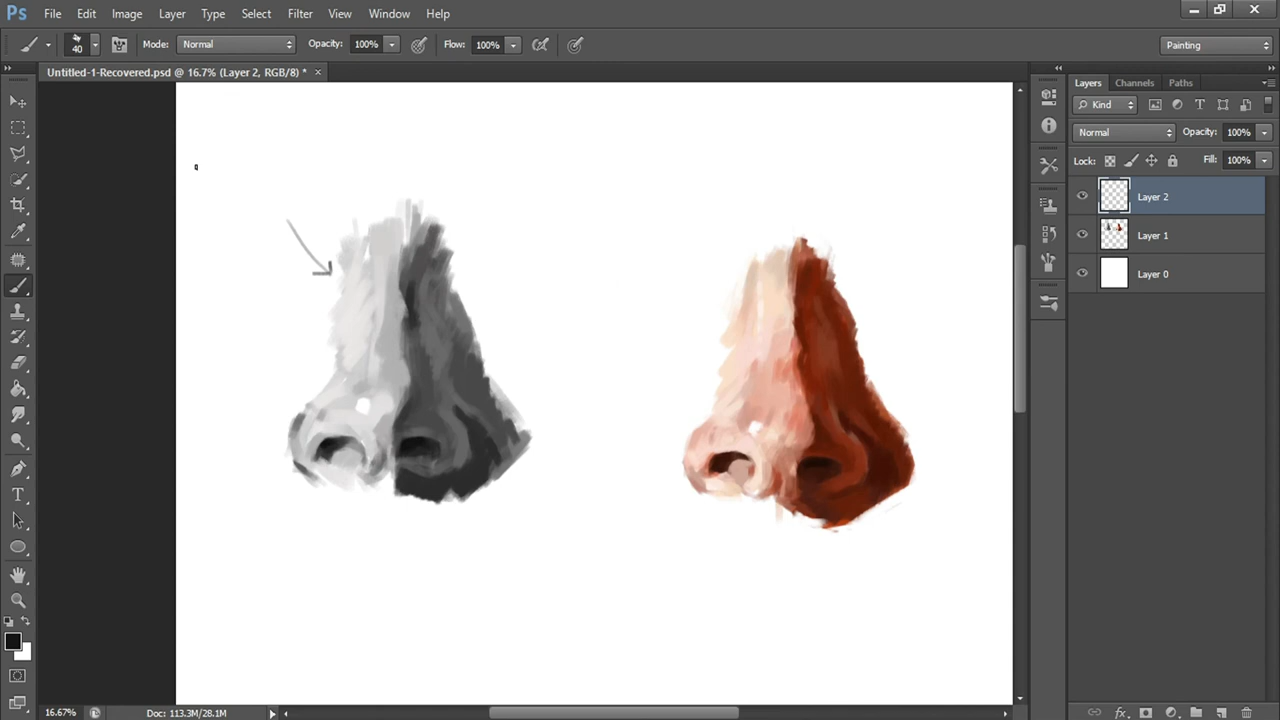 Ps File Edit Image Layer Type Select Filter View Window Help
40 Mode: Normal Opacity: 100% Flow: 100% Painting
Untitled-1-Recovered.psd @ 16.7% (Layer 2, RGB/8) * ×
Layers Channels Paths
Kind
Normal Opacity: 100%
Lock: Fill: 100%
Layer 2
Layer 1
Layer 0
16.67% Doc: 113.3M/28.1M